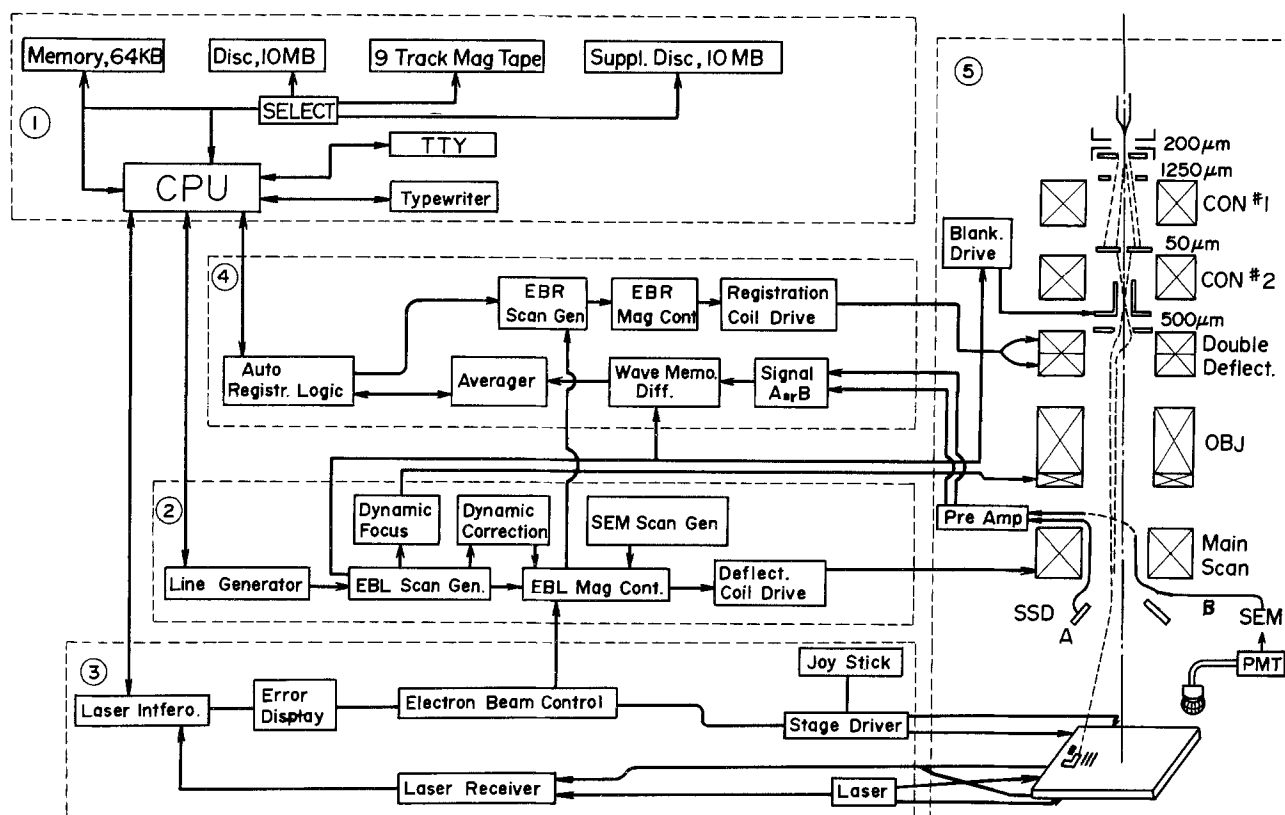 ①
Memory,64KB
Disc,10MB
9 Track Mag Tape
Suppl. Disc, 10 MB
SELECT
TTY
CPU
Typewriter
④
EBR
Scan Gen
EBR
Mag Cont
Registration
Coil Drive
Auto
Registr. Logic
Averager
Wave Memo.
Diff.
Signal
A or B
②
Dynamic
Focus
Dynamic
Correction
SEM Scan Gen
Line Generator
EBL Scan Gen.
EBL Mag Cont.
Deflect.
Coil Drive
③
Joy Stick
Laser Intfero.
Error
Display
Electron Beam Control
Stage Driver
Laser Receiver
Laser
⑤
200μm
1250μm
CON #1
Blank.
Drive
50μm
CON #2
500μm
Double
Deflect.
OBJ
Pre Amp
Main
Scan
SSD
A
B
SEM
PMT